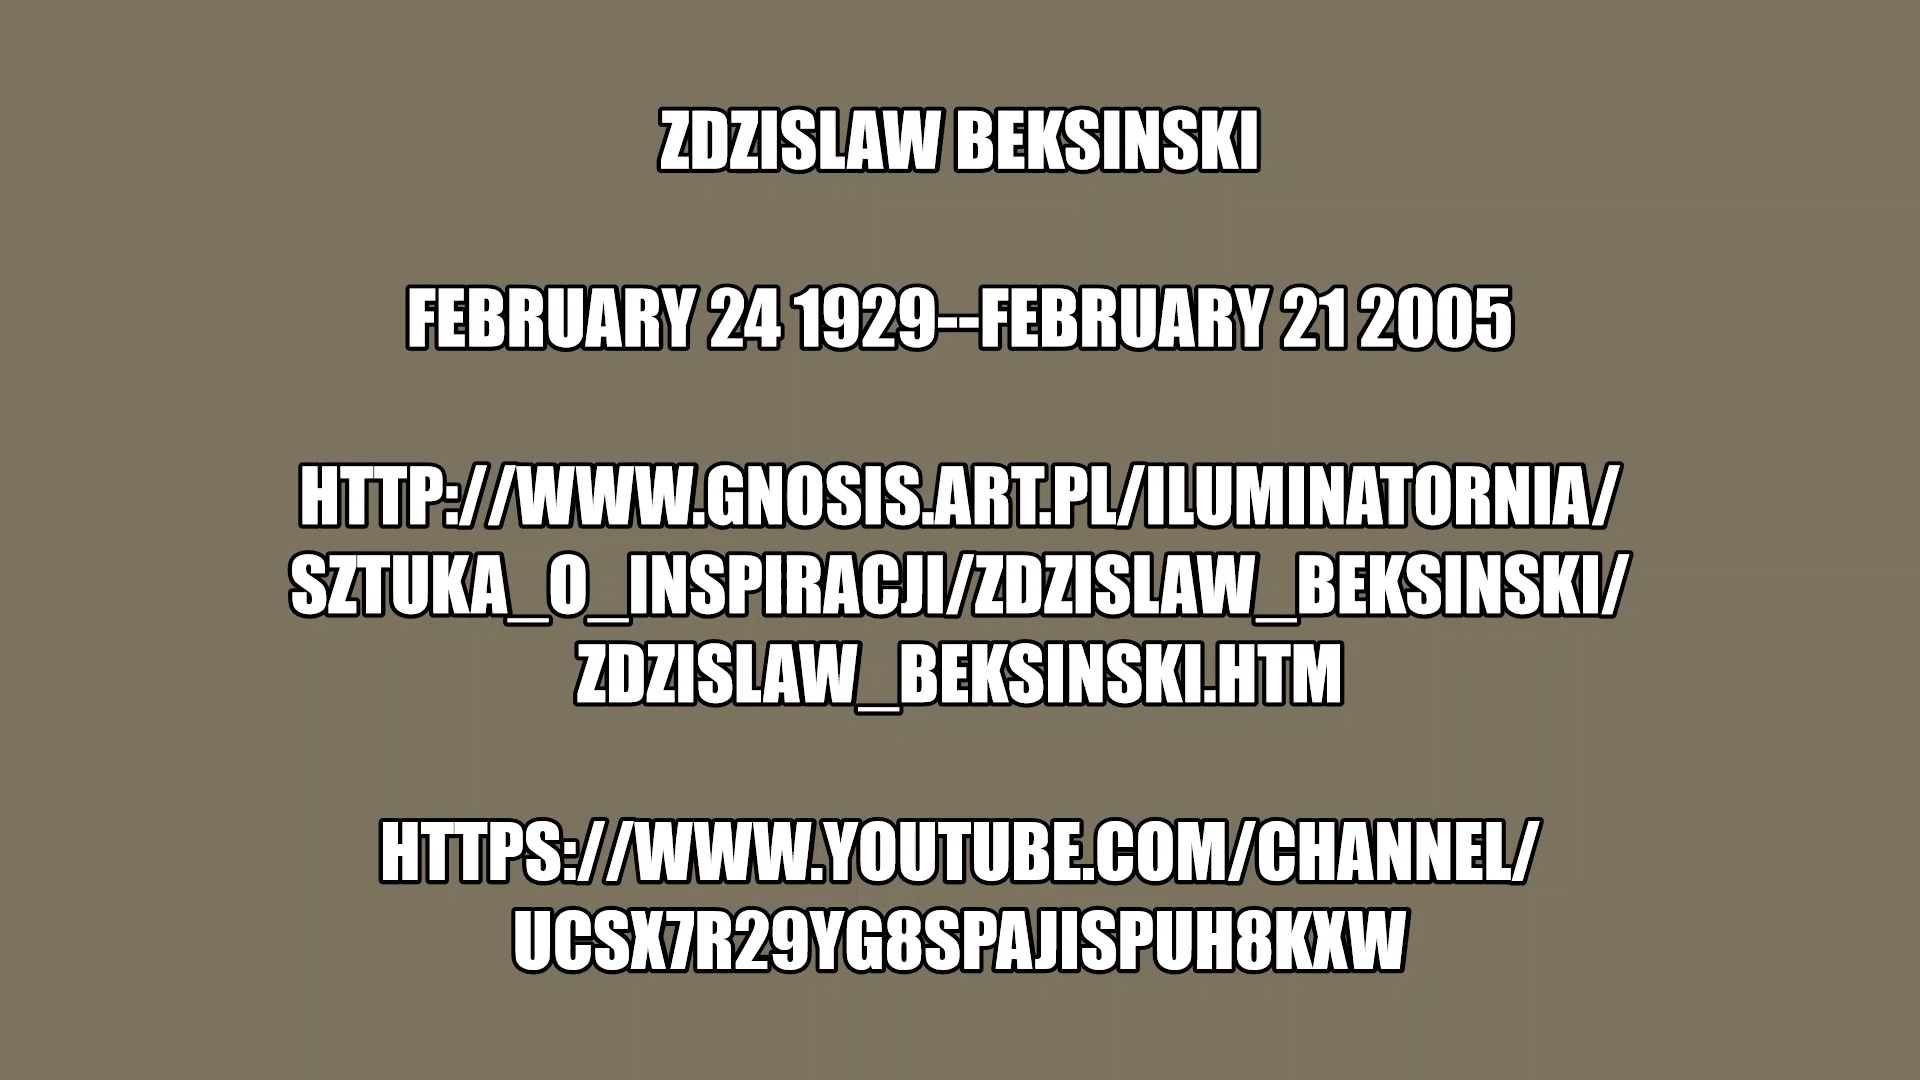 ZDZISLAW BEKSINSKI
FEBRUARY 24 1929--FEBRUARY 21 2005
HTTP://WWW.GNOSIS.ART.PL/ILUMINATORNIA/
SZTUKA_O_INSPIRACJI/ZDZISLAW_BEKSINSKI/
ZDZISLAW_BEKSINSKI.HTM
HTTPS://WWW.YOUTUBE.COM/CHANNEL/
UCSX7R29YG8SPAJISPUH8KXW